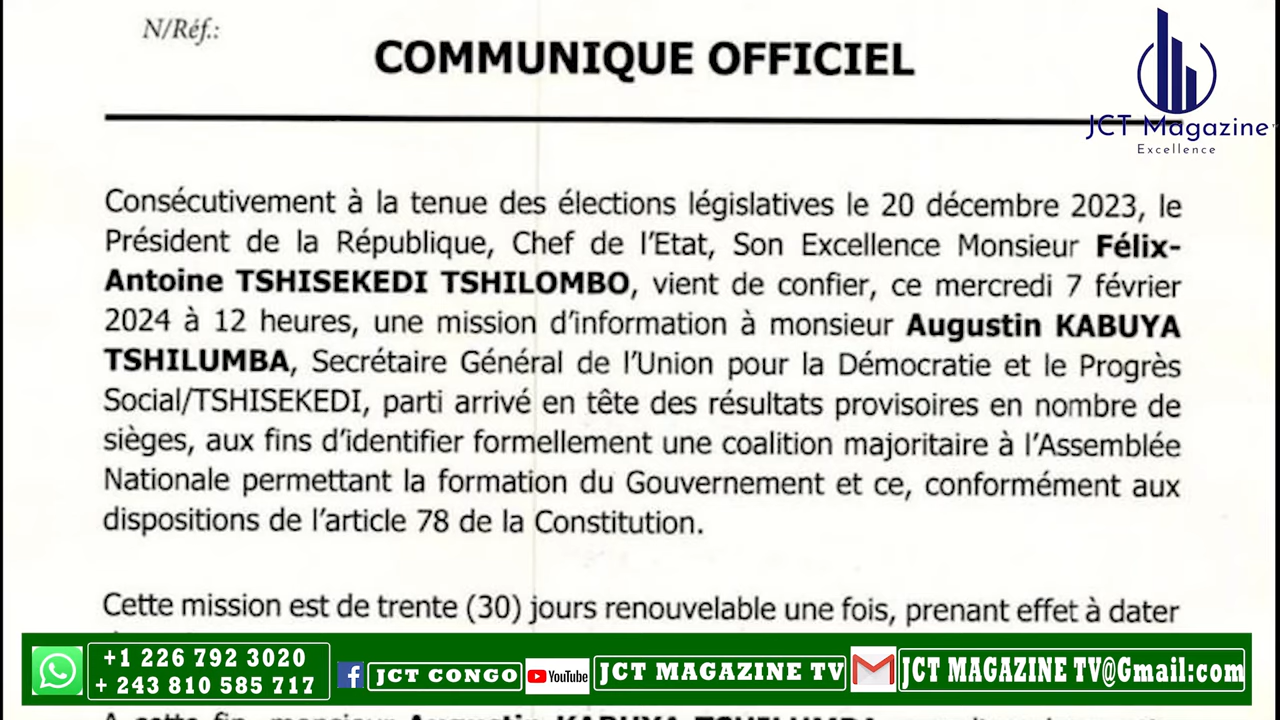 N/Réf.:
COMMUNIQUE OFFICIEL
JCT Magazine
Excellence
Consécutivement à la tenue des élections législatives le 20 décembre 2023, le
Président de la République, Chef de l'Etat, Son Excellence Monsieur Félix-
Antoine TSHISEKEDI TSHILOMBO, vient de confier, ce mercredi 7 février
2024 à 12 heures, une mission d'information à monsieur Augustin KABUYA
TSHILUMBA, Secrétaire Général de l'Union pour la Démocratie et le Progrès
Social/TSHISEKEDI, parti arrivé en tête des résultats provisoires en nombre de
sièges, aux fins d'identifier formellement une coalition majoritaire à l'Assemblée
Nationale permettant la formation du Gouvernement et ce, conformément aux
dispositions de l'article 78 de la Constitution.
Cette mission est de trente (30) jours renouvelable une fois, prenant effet à dater
+1 226 792 3020
+ 243 810 585 717
JCT CONGO
YouTube
JCT MAGAZINE TV
JCT MAGAZINE TV@Gmail:com
A cette fin, monsieur Augustin KABUYA TSHILUMBA